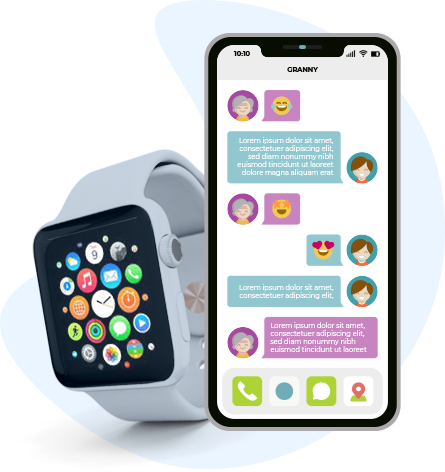 10:10
GRANNY
Lorem ipsum dolor sit amet,
consectetuer adipiscing elit,
sed diam nonummy nibh
euismod tincidunt ut laoreet
dolore magna aliquam erat
Lorem ipsum dolor sit amet,
consectetuer adipiscing elit,
Lorem ipsum dolor sit amet,
consectetuer adipiscing elit,
sed diam nonummy nibh
euismod tincidunt ut laoreet
9